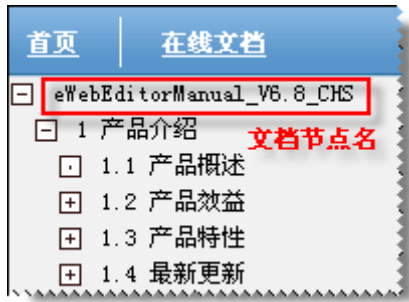 首页 在线文档
eWebEditorManual_V6.8_CHS
1 产品介绍
文档节点名
1.1 产品概述
1.2 产品效益
1.3 产品特性
1.4 最新更新